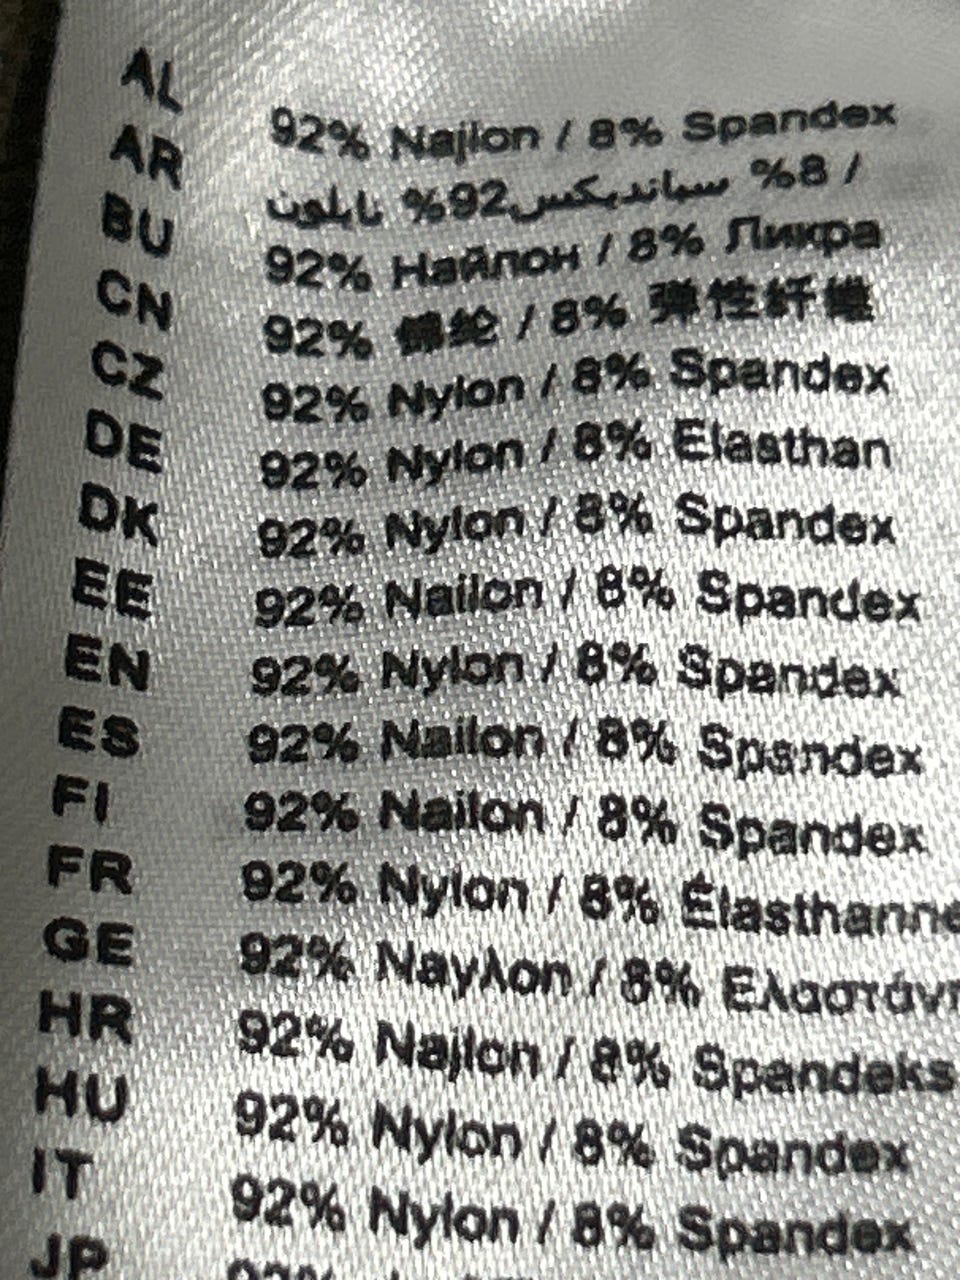 AL 92% Najlon / 8% Spandex
AR نايلون %92سبانديكس %8 /
BU 92% Найлон / 8% Ликра
CN 92% 锦纶 / 8% 弹性纤维
CZ 92% Nylon / 8% Spandex
DE 92% Nylon / 8% Elasthan
DK 92% Nylon / 8% Spandex
EE 92% Nailon / 8% Spandex
EN 92% Nylon / 8% Spandex
ES 92% Nailon / 8% Spandex
FI 92% Nailon / 8% Spandex
FR 92% Nylon / 8% Élasthanne
GE 92% Ναγλον / 8% Ελαστάν
HR 92% Najlon / 8% Spandeks
HU 92% Nylon / 8% Spandex
IT 92% Nylon / 8% Spandex
JP 92%